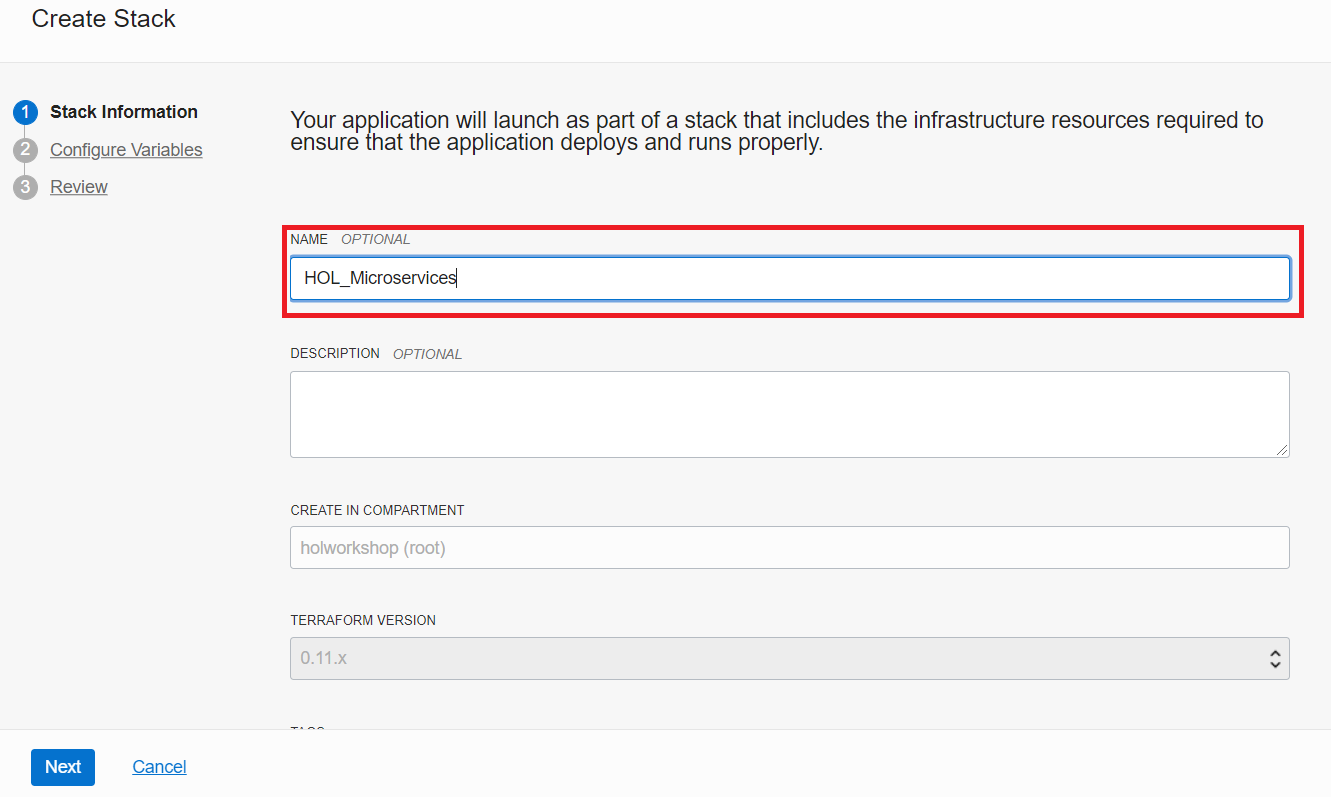 Create Stack
1 Stack Information
2 Configure Variables
3 Review
Your application will launch as part of a stack that includes the infrastructure resources required to
ensure that the application deploys and runs properly.
NAME OPTIONAL
HOL_Microservices
DESCRIPTION OPTIONAL
CREATE IN COMPARTMENT
holworkshop (root)
TERRAFORM VERSION
0.11.x
TAGS
Next Cancel